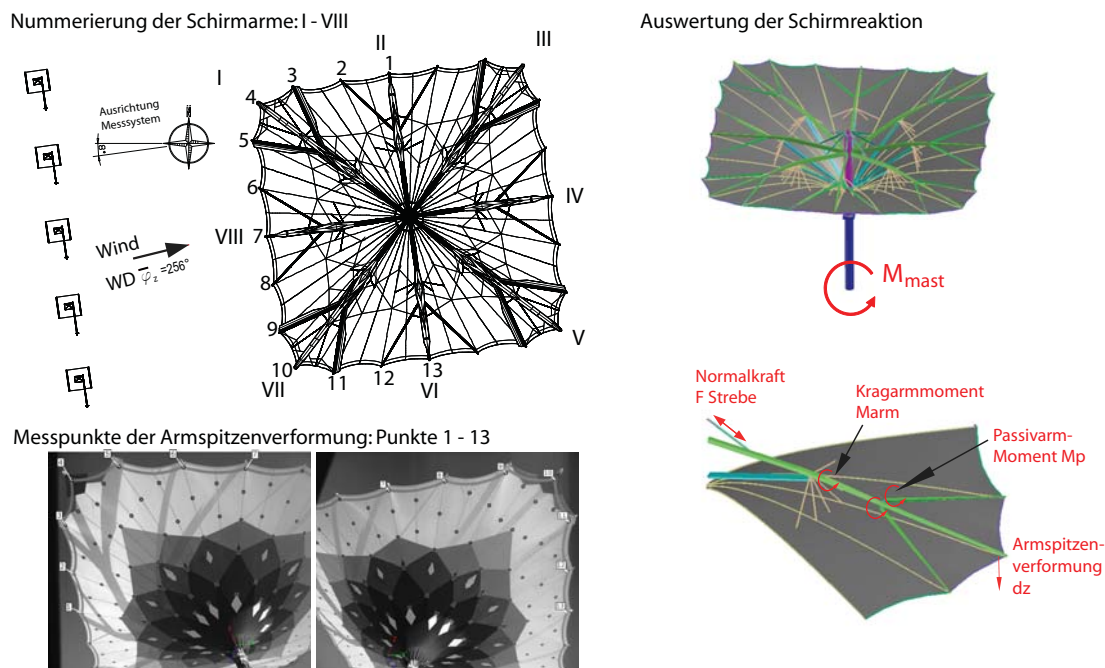 Nummerierung der Schirmarme: I - VIII
I
II
III
IV
V
VI
VII
VIII
1
2
3
4
5
6
7
8
9
10
11
12
13
Ausrichtung
Messsystem
N
8°
Wind
WD φz =256°
Messpunkte der Armspitzenverformung: Punkte 1 - 13
Auswertung der Schirmreaktion
Mmast
Normalkraft
F Strebe
Kragarmmoment
Marm
Passivarm-
Moment Mp
Armspitzen-
verformung
dz